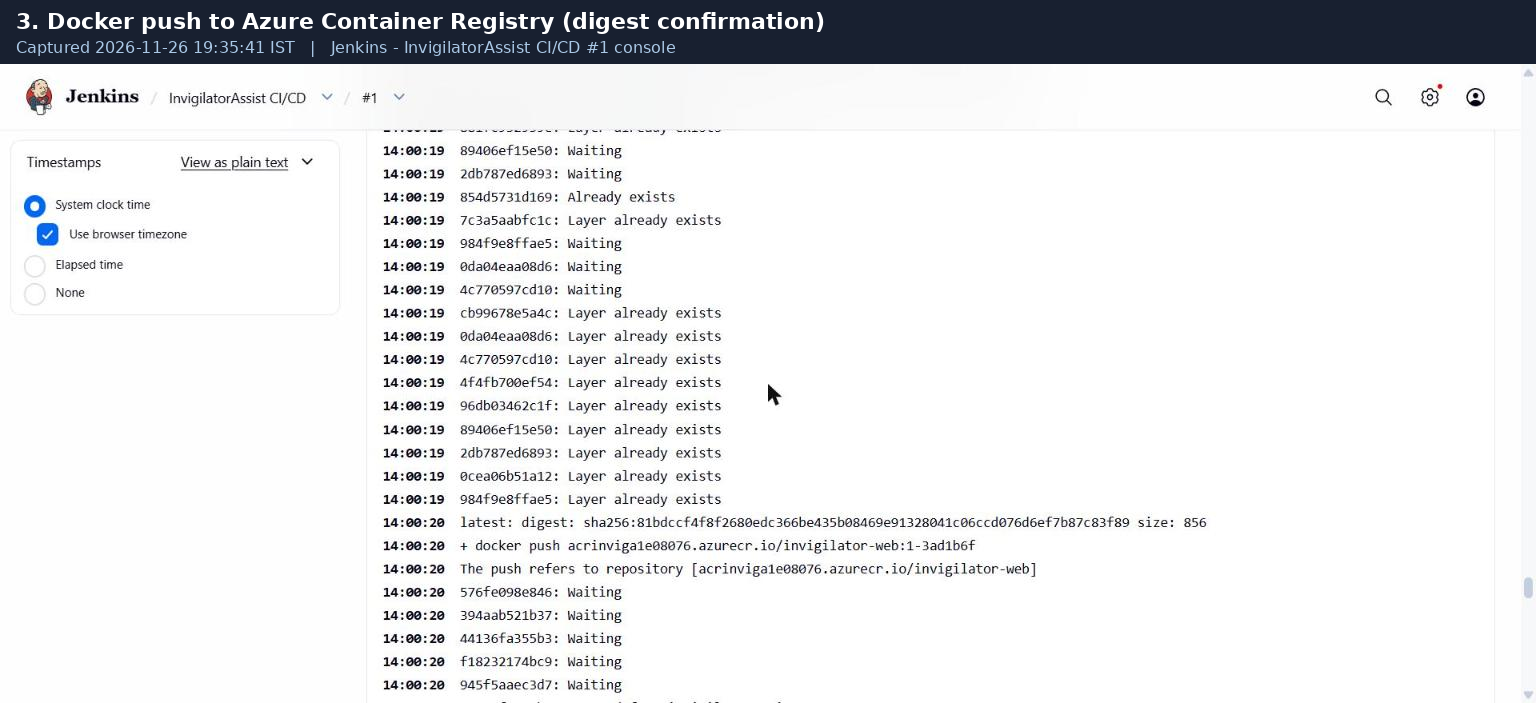 3. Docker push to Azure Container Registry (digest confirmation)
Captured 2026-11-26 19:35:41 IST | Jenkins - InvigilatorAssist CI/CD #1 console
Jenkins / InvigilatorAssist CI/CD / #1
Timestamps View as plain text
System clock time
Use browser timezone
Elapsed time
None
14:00:19 89406ef15e50: Waiting
14:00:19 2db787ed6893: Waiting
14:00:19 854d5731d169: Already exists
14:00:19 7c3a5aabfc1c: Layer already exists
14:00:19 984f9e8ffae5: Waiting
14:00:19 0da04eaa08d6: Waiting
14:00:19 4c770597cd10: Waiting
14:00:19 cb99678e5a4c: Layer already exists
14:00:19 0da04eaa08d6: Layer already exists
14:00:19 4c770597cd10: Layer already exists
14:00:19 4f4fb700ef54: Layer already exists
14:00:19 96db03462c1f: Layer already exists
14:00:19 89406ef15e50: Layer already exists
14:00:19 2db787ed6893: Layer already exists
14:00:19 0cea06b51a12: Layer already exists
14:00:19 984f9e8ffae5: Layer already exists
14:00:20 latest: digest: sha256:81bdccf4f8f2680edc366be435b08469e91328041c06ccd076d6ef7b87c83f89 size: 856
14:00:20 + docker push acrinviga1e08076.azurecr.io/invigilator-web:1-3ad1b6f
14:00:20 The push refers to repository [acrinviga1e08076.azurecr.io/invigilator-web]
14:00:20 576fe098e846: Waiting
14:00:20 394aab521b37: Waiting
14:00:20 44136fa355b3: Waiting
14:00:20 f18232174bc9: Waiting
14:00:20 945f5aaec3d7: Waiting